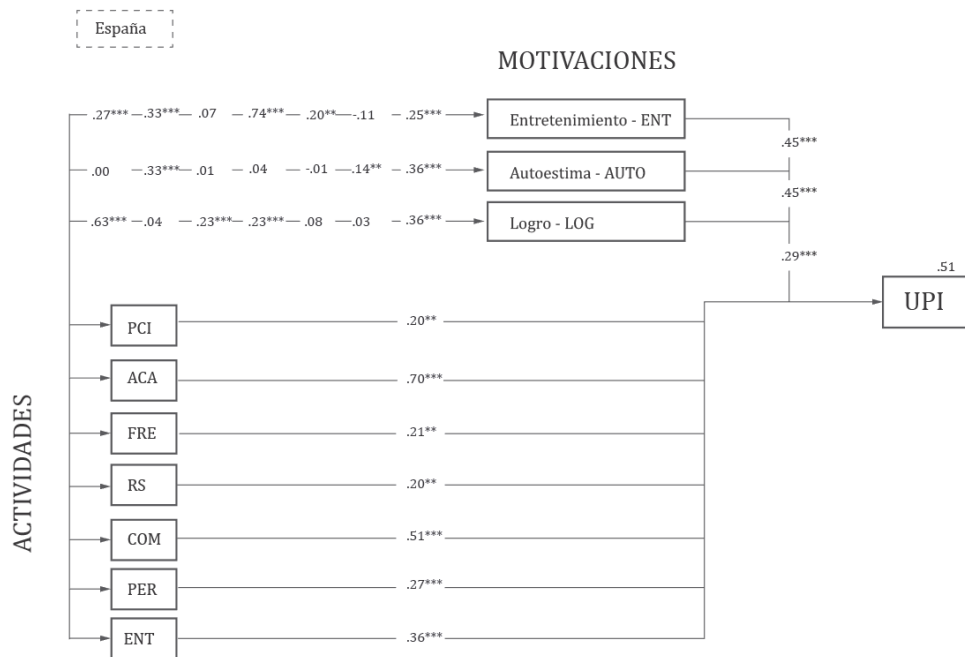 España
MOTIVACIONES
.27*** .33*** .07 .74*** .20** -.11 .25*** Entretenimiento - ENT
.45***
.00 .33*** .01 .04 -.01 .14** .36*** Autoestima - AUTO
.45***
.63*** .04 .23*** .23*** .08 .03 .36*** Logro - LOG
.29***
.51
UPI
ACTIVIDADES
PCI .20**
ACA .70***
FRE .21**
RS .20**
COM .51***
PER .27***
ENT .36***